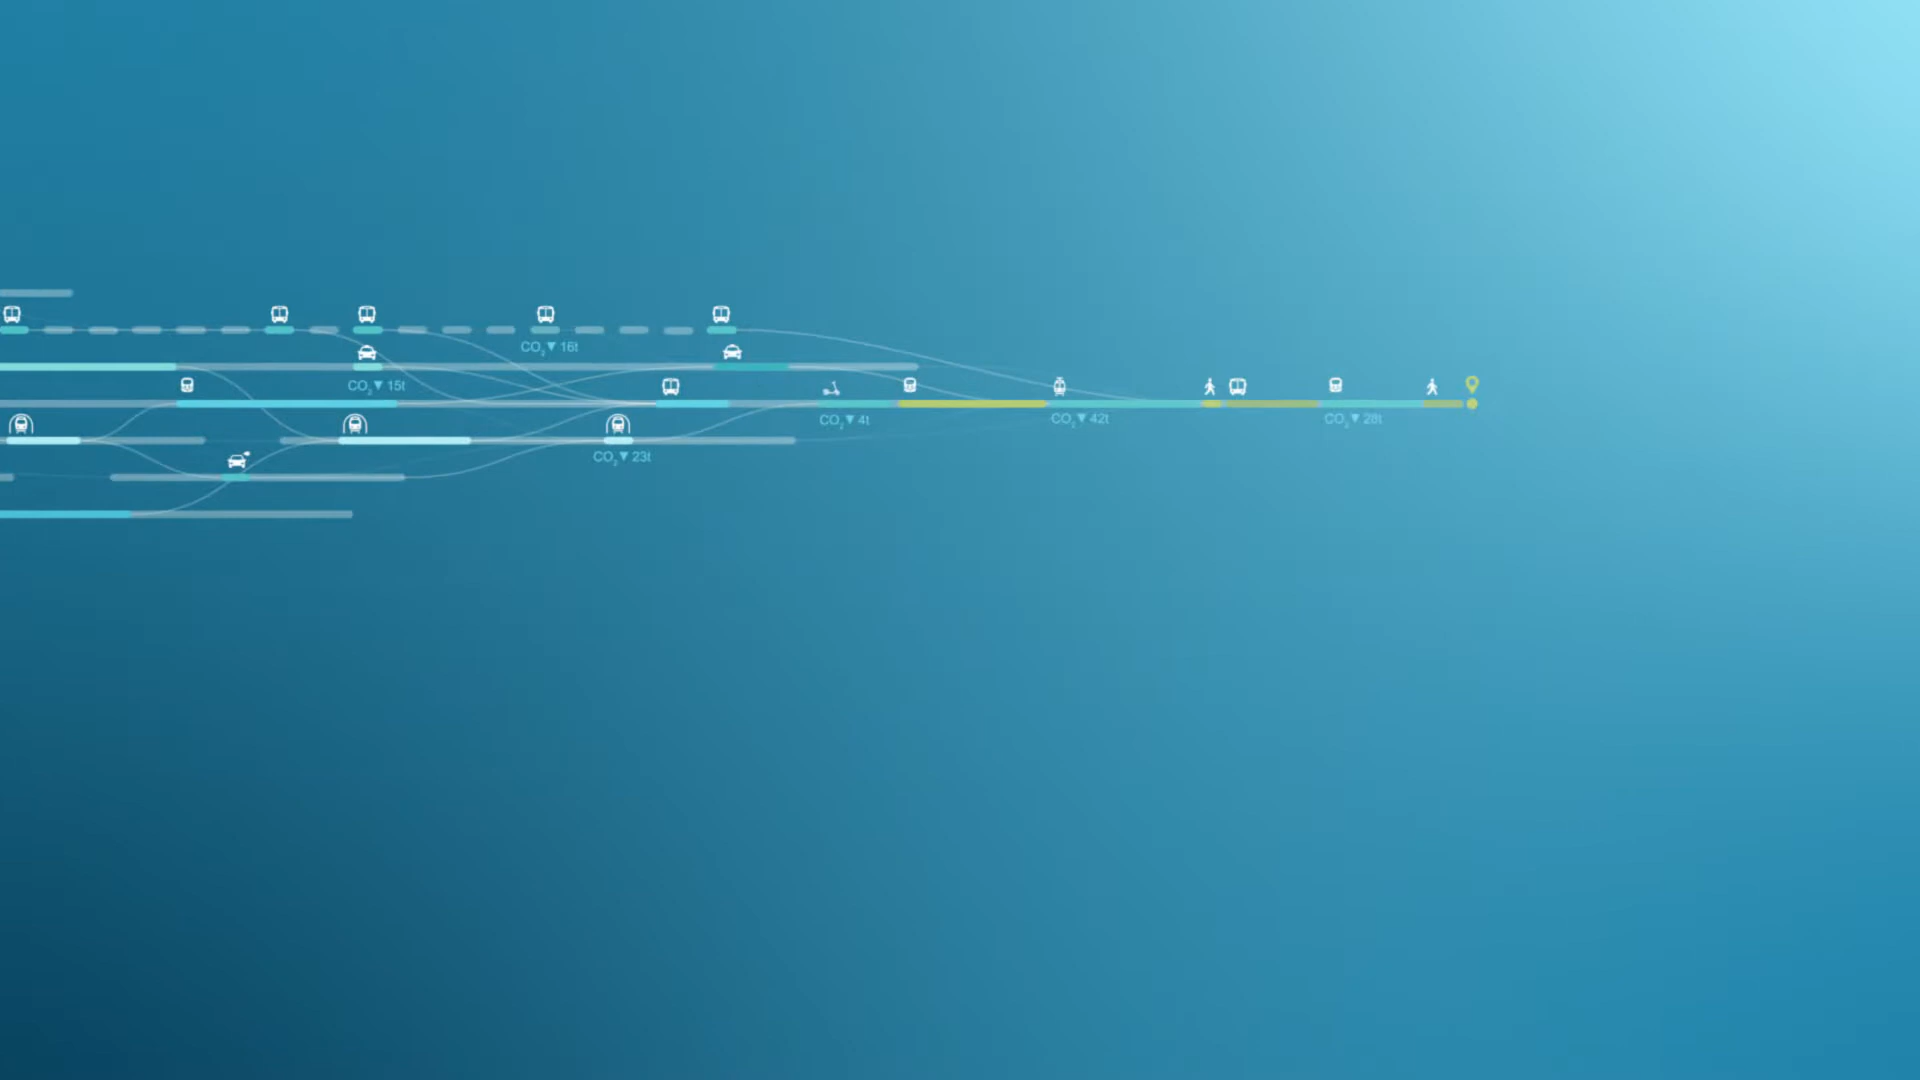 CO₂▼ 16t
CO₂▼ 15t
CO₂▼ 4t
CO₂▼ 42t
CO₂▼ 28t
CO₂▼ 23t